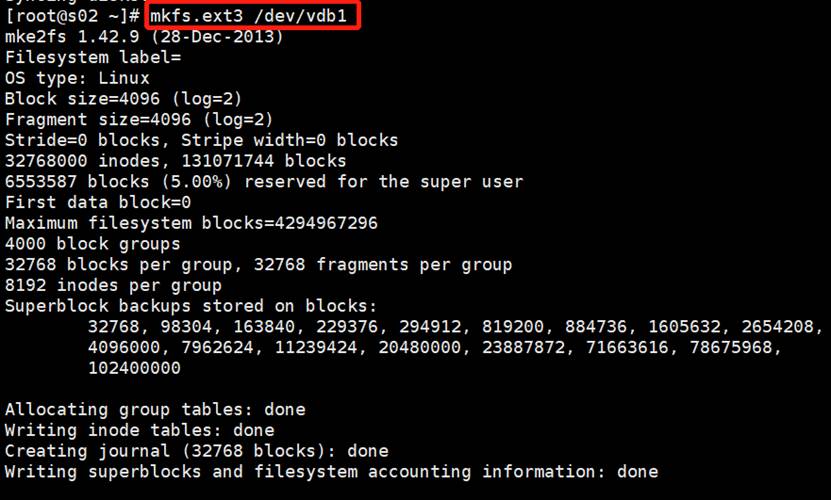 [root@s02 ~]# mkfs.ext3 /dev/vdb1
mke2fs 1.42.9 (28-Dec-2013)
Filesystem label=
OS type: Linux
Block size=4096 (log=2)
Fragment size=4096 (log=2)
Stride=0 blocks, Stripe width=0 blocks
32768000 inodes, 131071744 blocks
6553587 blocks (5.00%) reserved for the super user
First data block=0
Maximum filesystem blocks=4294967296
4000 block groups
32768 blocks per group, 32768 fragments per group
8192 inodes per group
Superblock backups stored on blocks:
32768, 98304, 163840, 229376, 294912, 819200, 884736, 1605632, 2654208,
4096000, 7962624, 11239424, 20480000, 23887872, 71663616, 78675968,
102400000
Allocating group tables: done
Writing inode tables: done
Creating journal (32768 blocks): done
Writing superblocks and filesystem accounting information: done